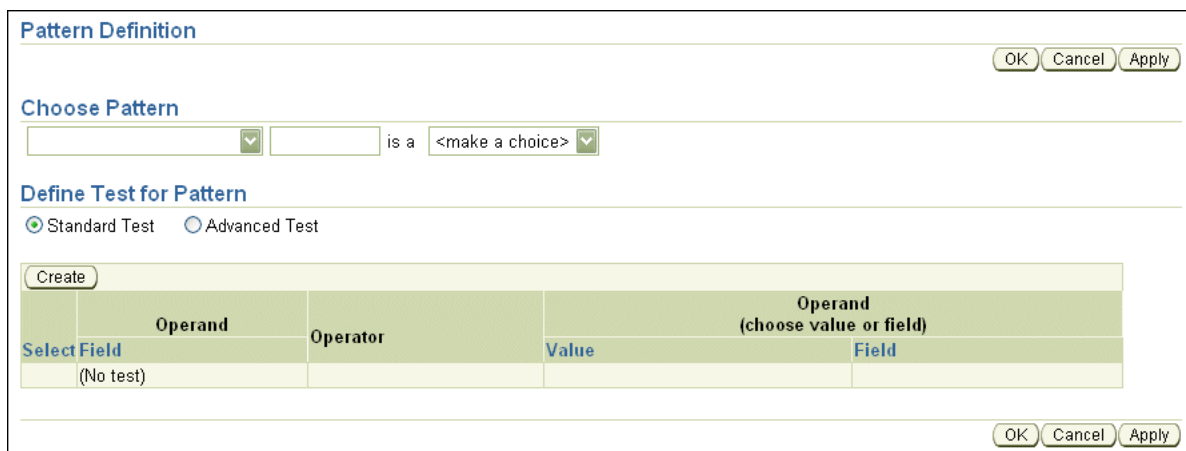 Pattern Definition
OK Cancel Apply
Choose Pattern
is a <make a choice>
Define Test for Pattern
Standard Test Advanced Test
Create
Operand Operator Operand
(choose value or field)
Select Field Value Field
(No test)
OK Cancel Apply